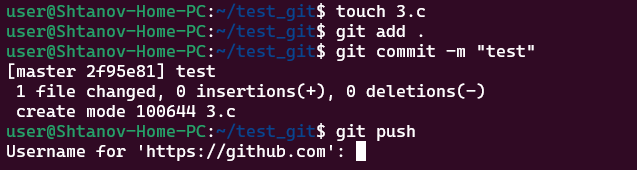 user@Shtanov-Home-PC:~/test_git$ touch 3.c
user@Shtanov-Home-PC:~/test_git$ git add .
user@Shtanov-Home-PC:~/test_git$ git commit -m "test"
[master 2f95e81] test
 1 file changed, 0 insertions(+), 0 deletions(-)
 create mode 100644 3.c
user@Shtanov-Home-PC:~/test_git$ git push
Username for 'https://github.com':